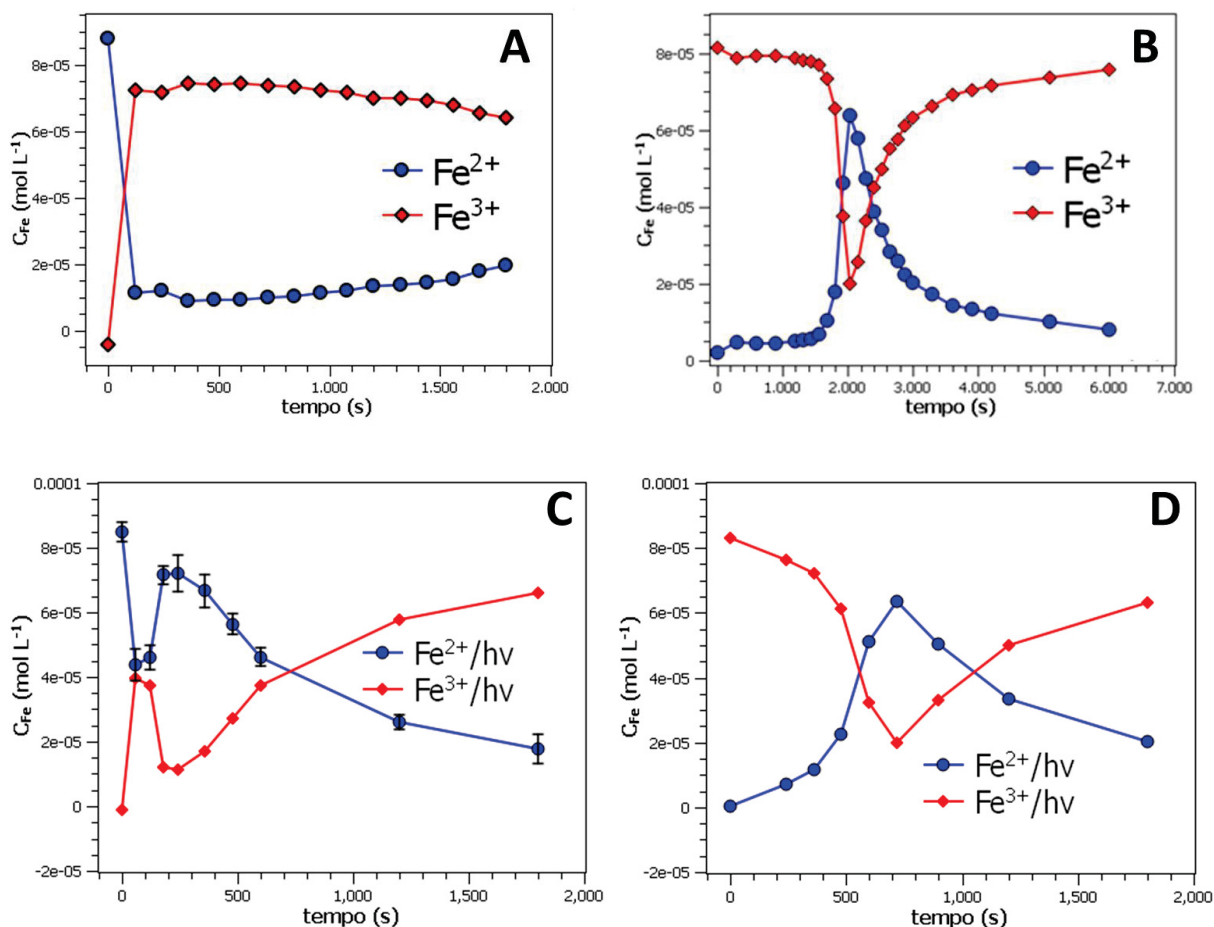 A
8e-05
6e-05
4e-05
2e-05
0
C_Fe (mol L⁻¹)
Fe²⁺
Fe³⁺
0 500 1.000 1.500 2.000
tempo (s)
B
8e-05
6e-05
4e-05
2e-05
0
C_Fe (mol L⁻¹)
Fe²⁺
Fe³⁺
0 1.000 2.000 3.000 4.000 5.000 6.000 7.000
tempo (s)
C
0.0001
8e-05
6e-05
4e-05
2e-05
0
-2e-05
C_Fe (mol L⁻¹)
Fe²⁺/hv
Fe³⁺/hv
0 500 1,000 1,500 2,000
tempo (s)
D
0.0001
8e-05
6e-05
4e-05
2e-05
0
-2e-05
C_Fe (mol L⁻¹)
Fe²⁺/hv
Fe³⁺/hv
0 500 1,000 1,500 2,000
tempo (s)